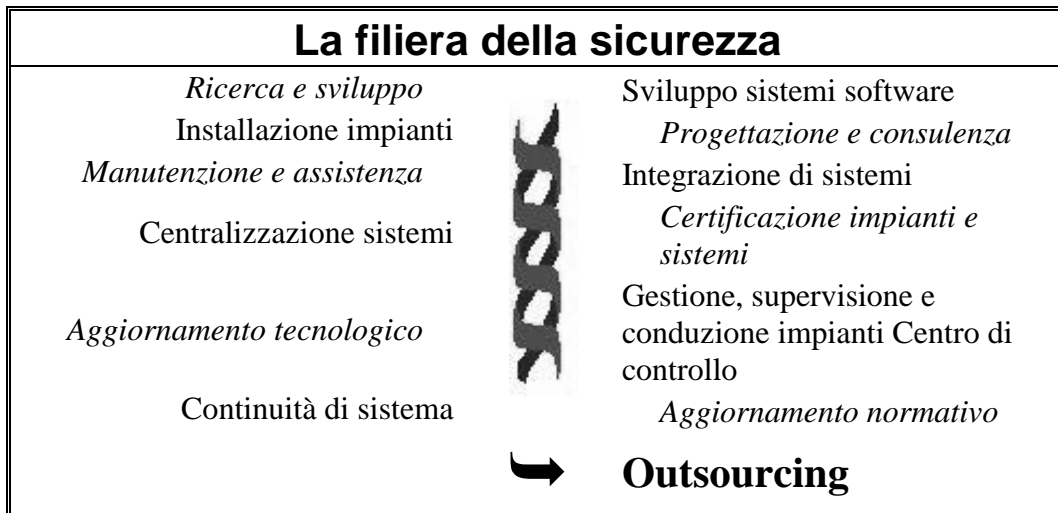 La filiera della sicurezza
Ricerca e sviluppo
Sviluppo sistemi software
Installazione impianti
Progettazione e consulenza
Manutenzione e assistenza
Integrazione di sistemi
Centralizzazione sistemi
Certificazione impianti e
sistemi
Aggiornamento tecnologico
Gestione, supervisione e
conduzione impianti Centro di
controllo
Continuità di sistema
Aggiornamento normativo
Outsourcing